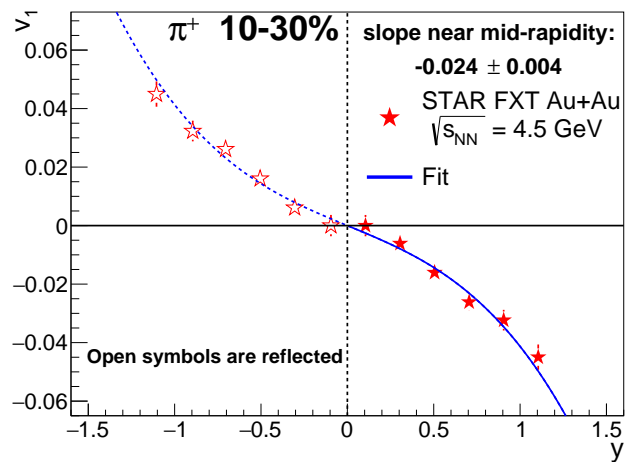 v₁
π⁺ 10-30%
slope near mid-rapidity:
-0.024 ± 0.004
STAR FXT Au+Au
√sNN = 4.5 GeV
Fit
Open symbols are reflected
0.06
0.04
0.02
0
−0.02
−0.04
−0.06
−1.5 −1 −0.5 0 0.5 1 1.5
y